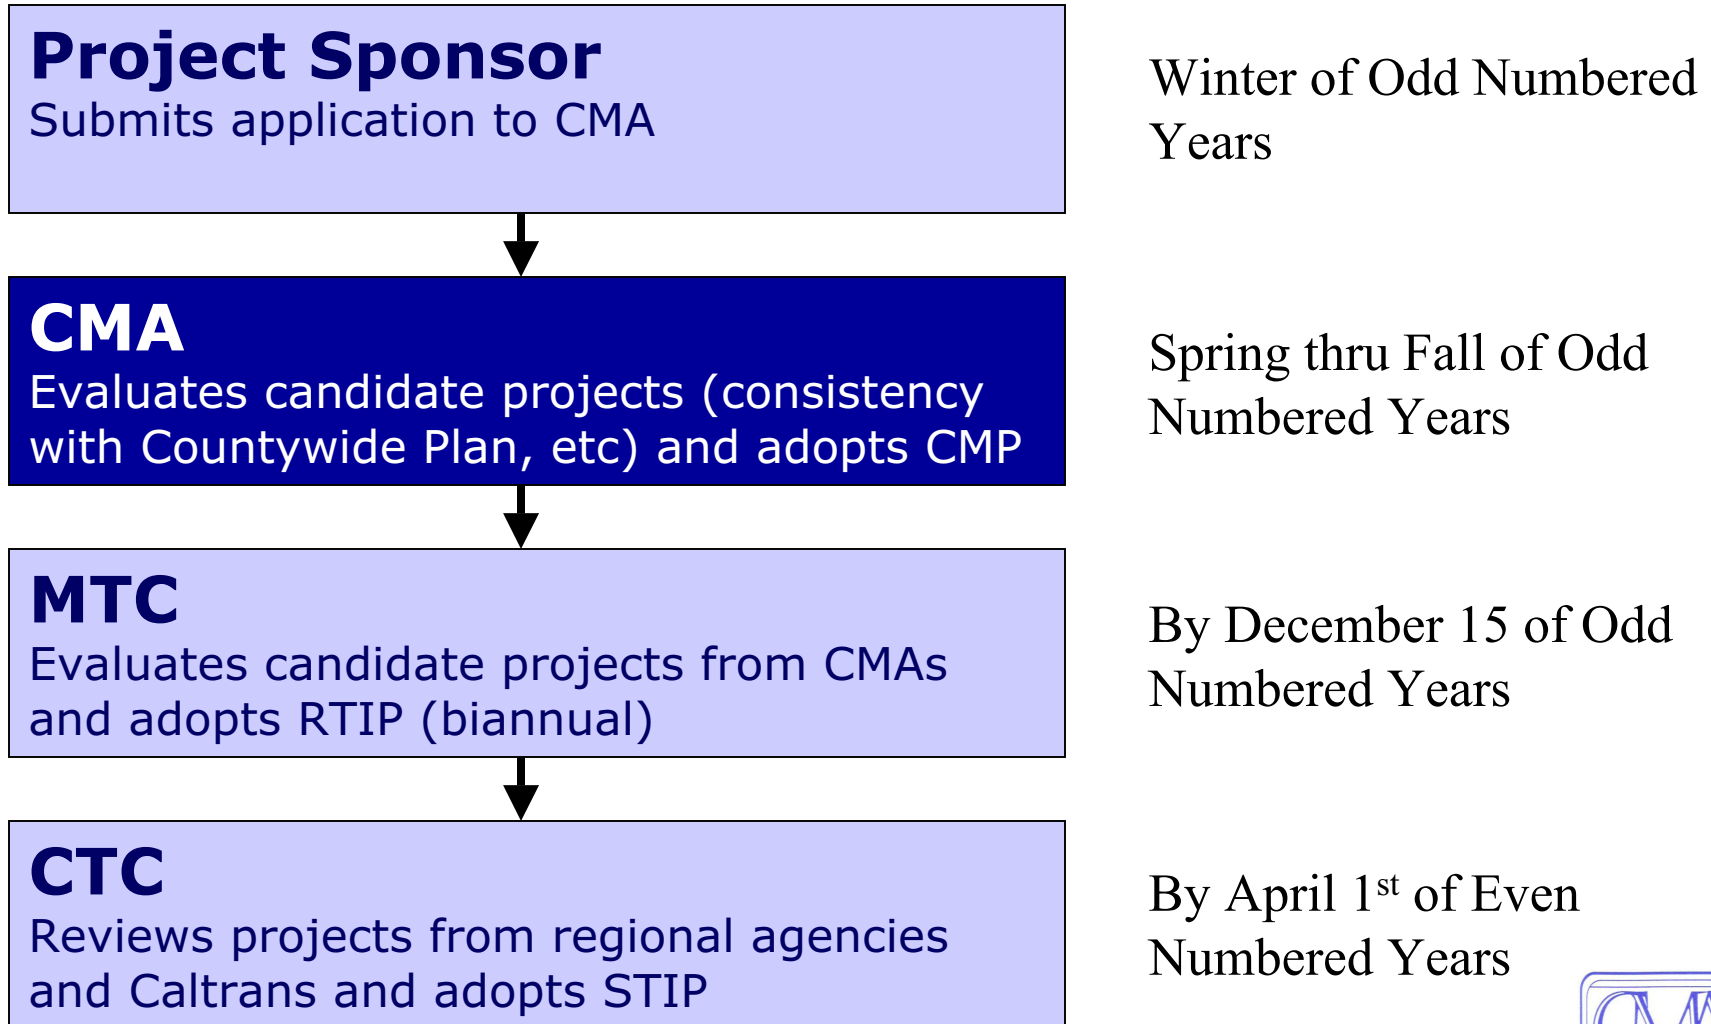 Project Sponsor
Submits application to CMA
Winter of Odd Numbered
Years
CMA
Evaluates candidate projects (consistency
with Countywide Plan, etc) and adopts CMP
Spring thru Fall of Odd
Numbered Years
MTC
Evaluates candidate projects from CMAs
and adopts RTIP (biannual)
By December 15 of Odd
Numbered Years
CTC
Reviews projects from regional agencies
and Caltrans and adopts STIP
By April 1st of Even
Numbered Years